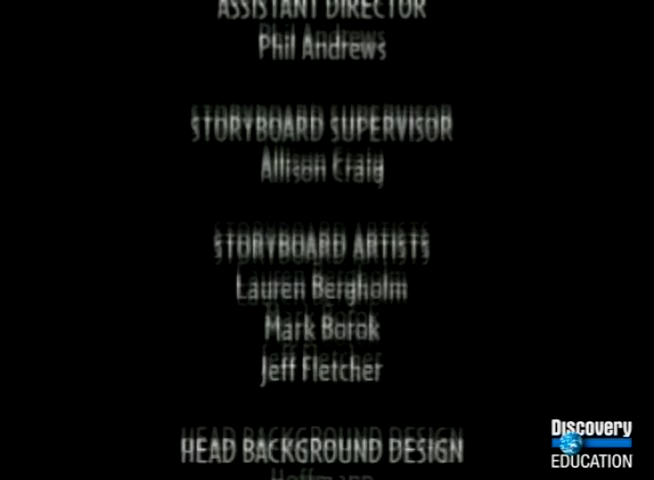 ASSISTANT DIRECTOR
Phil Andrews
STORYBOARD SUPERVISOR
Allison Craig
STORYBOARD ARTISTS
Lauren Bergholm
Mark Borok
Jeff Fletcher
HEAD BACKGROUND DESIGN
Hoffmann
Discovery
EDUCATION